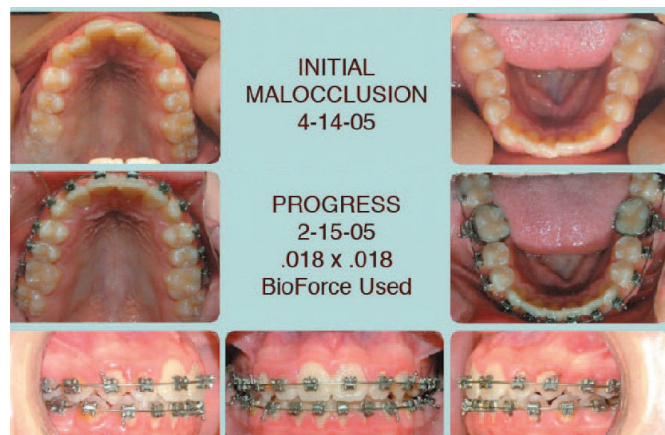 INITIAL
MALOCCLUSION
4-14-05
PROGRESS
2-15-05
.018 x .018
BioForce Used